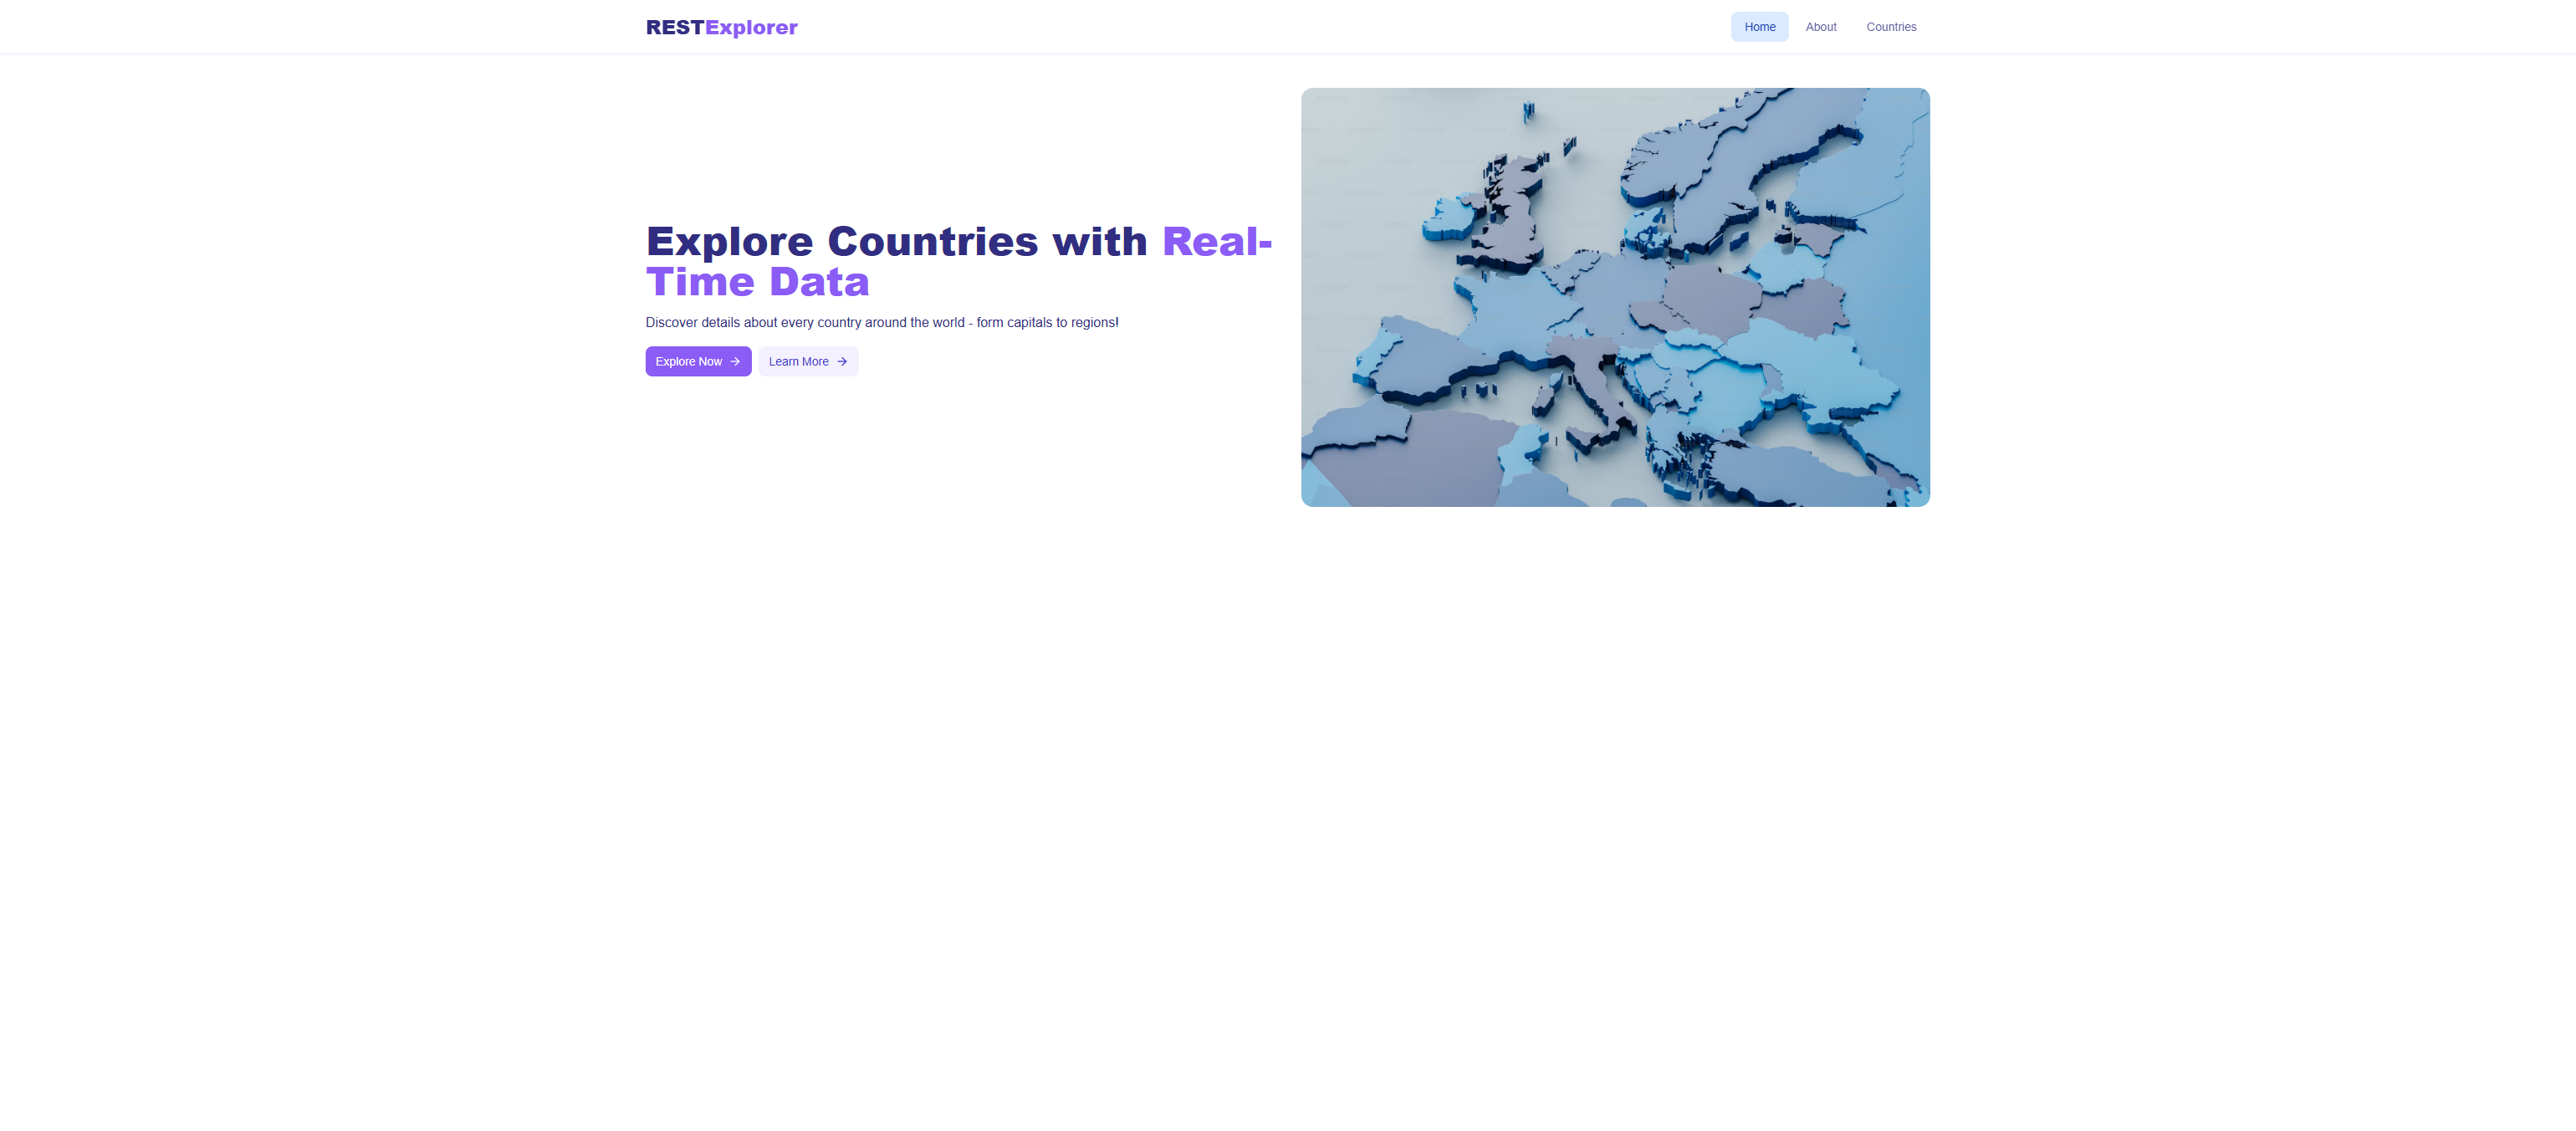 RESTExplorer
Home
About
Countries
Explore Countries with Real-
Time Data
Discover details about every country around the world - form capitals to regions!
Explore Now
Learn More